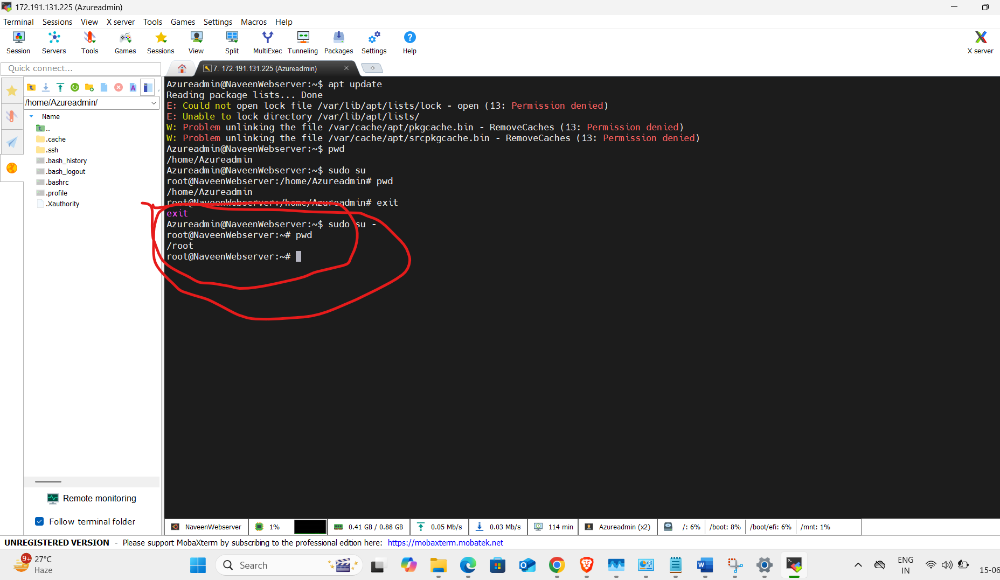 172.191.131.225 (Azureadmin)
Terminal Sessions View X server Tools Games Settings Macros Help
Session Servers Tools Games Sessions View Split MultiExec Tunneling Packages Settings Help X server
Quick connect...
7. 172.191.131.225 (Azureadmin)
/home/Azureadmin/
Name
..
.cache
.ssh
.bash_history
.bash_logout
.bashrc
.profile
.Xauthority
Azureadmin@NaveenWebserver:~$ apt update
Reading package lists... Done
E: Could not open lock file /var/lib/apt/lists/lock - open (13: Permission denied)
E: Unable to lock directory /var/lib/apt/lists/
W: Problem unlinking the file /var/cache/apt/pkgcache.bin - RemoveCaches (13: Permission denied)
W: Problem unlinking the file /var/cache/apt/srcpkgcache.bin - RemoveCaches (13: Permission denied)
Azureadmin@NaveenWebserver:~$ pwd
/home/Azureadmin
Azureadmin@NaveenWebserver:~$ sudo su
root@NaveenWebserver:/home/Azureadmin# pwd
/home/Azureadmin
root@NaveenWebserver:/home/Azureadmin# exit
exit
Azureadmin@NaveenWebserver:~$ sudo su -
root@NaveenWebserver:~# pwd
/root
root@NaveenWebserver:~#
Remote monitoring
Follow terminal folder
NaveenWebserver 1% 0.41 GB / 0.88 GB 0.05 Mb/s 0.03 Mb/s 114 min Azureadmin (x2) /: 6% /boot: 8% /boot/efi: 6% /mnt: 1%
UNREGISTERED VERSION - Please support MobaXterm by subscribing to the professional edition here: https://mobaxterm.mobatek.net
9+ 27°C
Haze
Search
ENG
IN
15-06